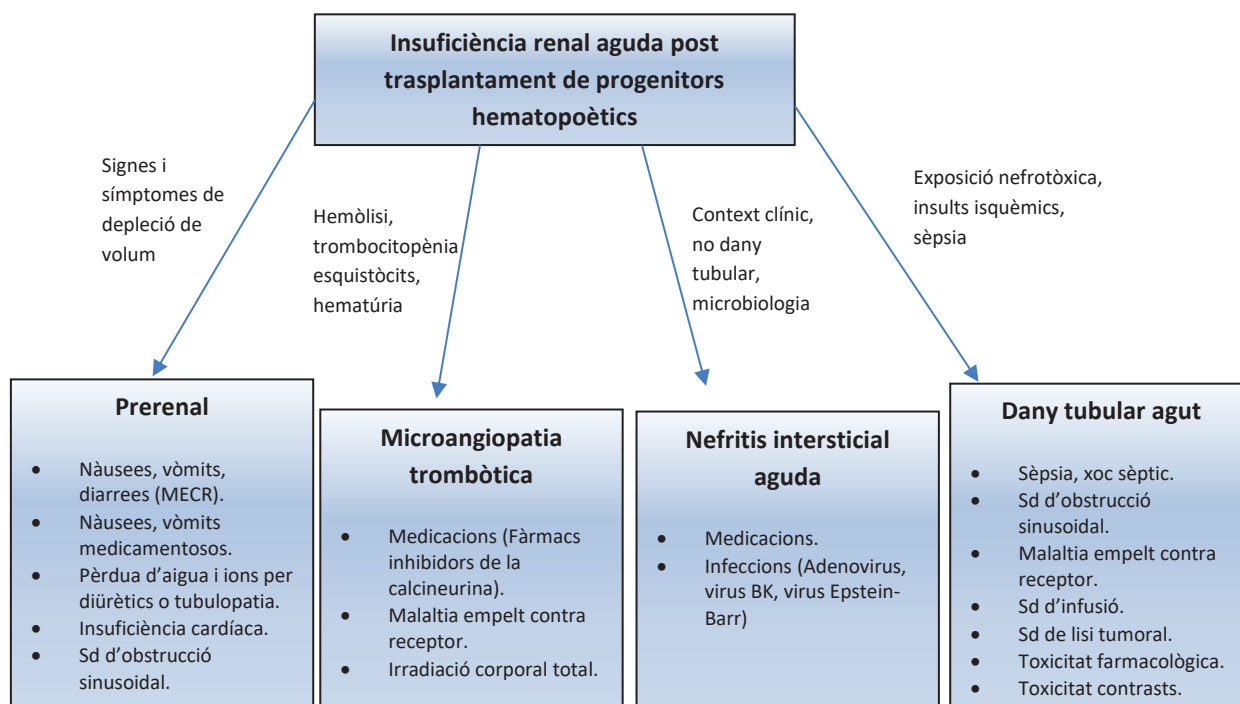 Insuficiència renal aguda post
trasplantament de progenitors
hematopoètics
Signes i
símptomes de
depleció de
volum
Hemòlisi,
trombocitopènia
esquistòcits,
hematúria
Context clínic,
no dany
tubular,
microbiologia
Exposició nefrotòxica,
insults isquèmics,
sèpsia
Prerenal
• Nàusees, vòmits,
diarrees (MECR).
• Nàusees, vòmits
medicamentosos.
• Pèrdua d’aigua i ions per
diürètics o tubulopatia.
• Insuficiència cardíaca.
• Sd d’obstrucció
sinusoidal.
Microangiopatia
trombòtica
• Medicacions (Fàrmacs
inhibidors de la
calcineurina).
• Malaltia empelt contra
receptor.
• Irradiació corporal total.
Nefritis intersticial
aguda
• Medicacions.
• Infeccions (Adenovirus,
virus BK, virus Epstein-
Barr)
Dany tubular agut
• Sèpsia, xoc sèptic.
• Sd d’obstrucció
sinusoidal.
• Malaltia empelt contra
receptor.
• Sd d’infusió.
• Sd de lisi tumoral.
• Toxicitat farmacològica.
• Toxicitat contrasts.